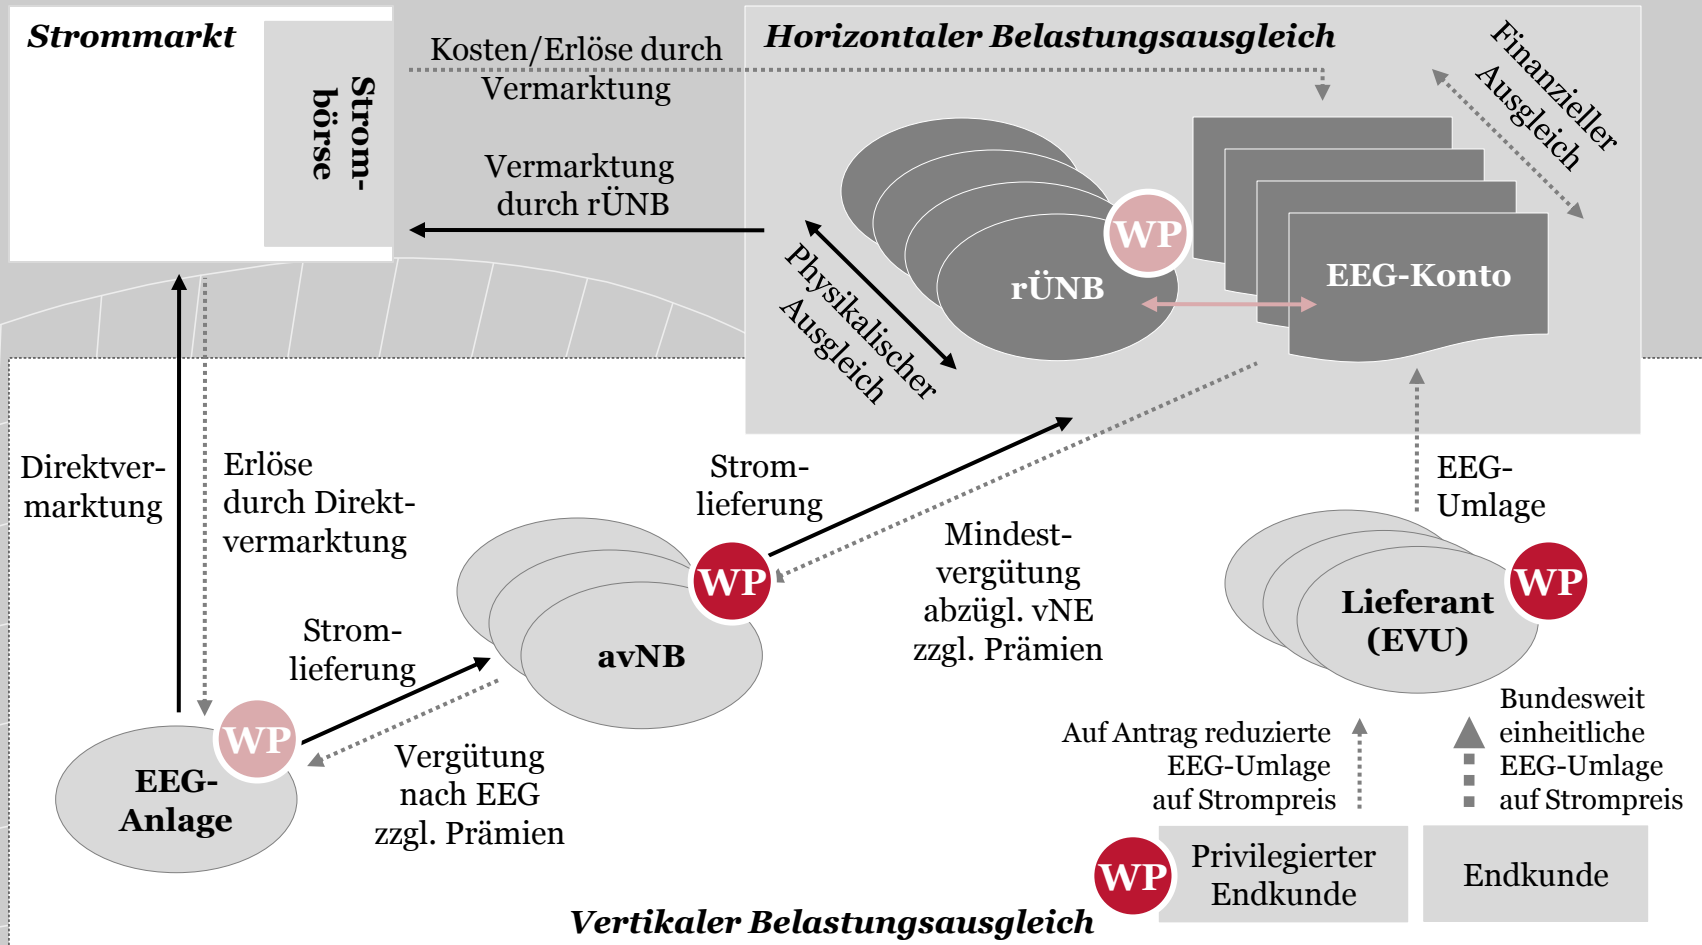 Strommarkt
Strom-
börse
Kosten/Erlöse durch
Vermarktung
Vermarktung
durch rÜNB
Horizontaler Belastungsausgleich
Finanzieller
Ausgleich
WP
rÜNB
EEG-Konto
Physikalischer
Ausgleich
Direktver-
marktung
Erlöse
durch Direkt-
vermarktung
Strom-
lieferung
WP
avNB
Strom-
lieferung
Mindest-
vergütung
abzügl. vNE
zzgl. Prämien
EEG-
Umlage
WP
Lieferant
(EVU)
WP
EEG-
Anlage
Vergütung
nach EEG
zzgl. Prämien
Auf Antrag reduzierte
EEG-Umlage
auf Strompreis
Bundesweit
einheitliche
EEG-Umlage
auf Strompreis
WP
Privilegierter
Endkunde
Endkunde
Vertikaler Belastungsausgleich